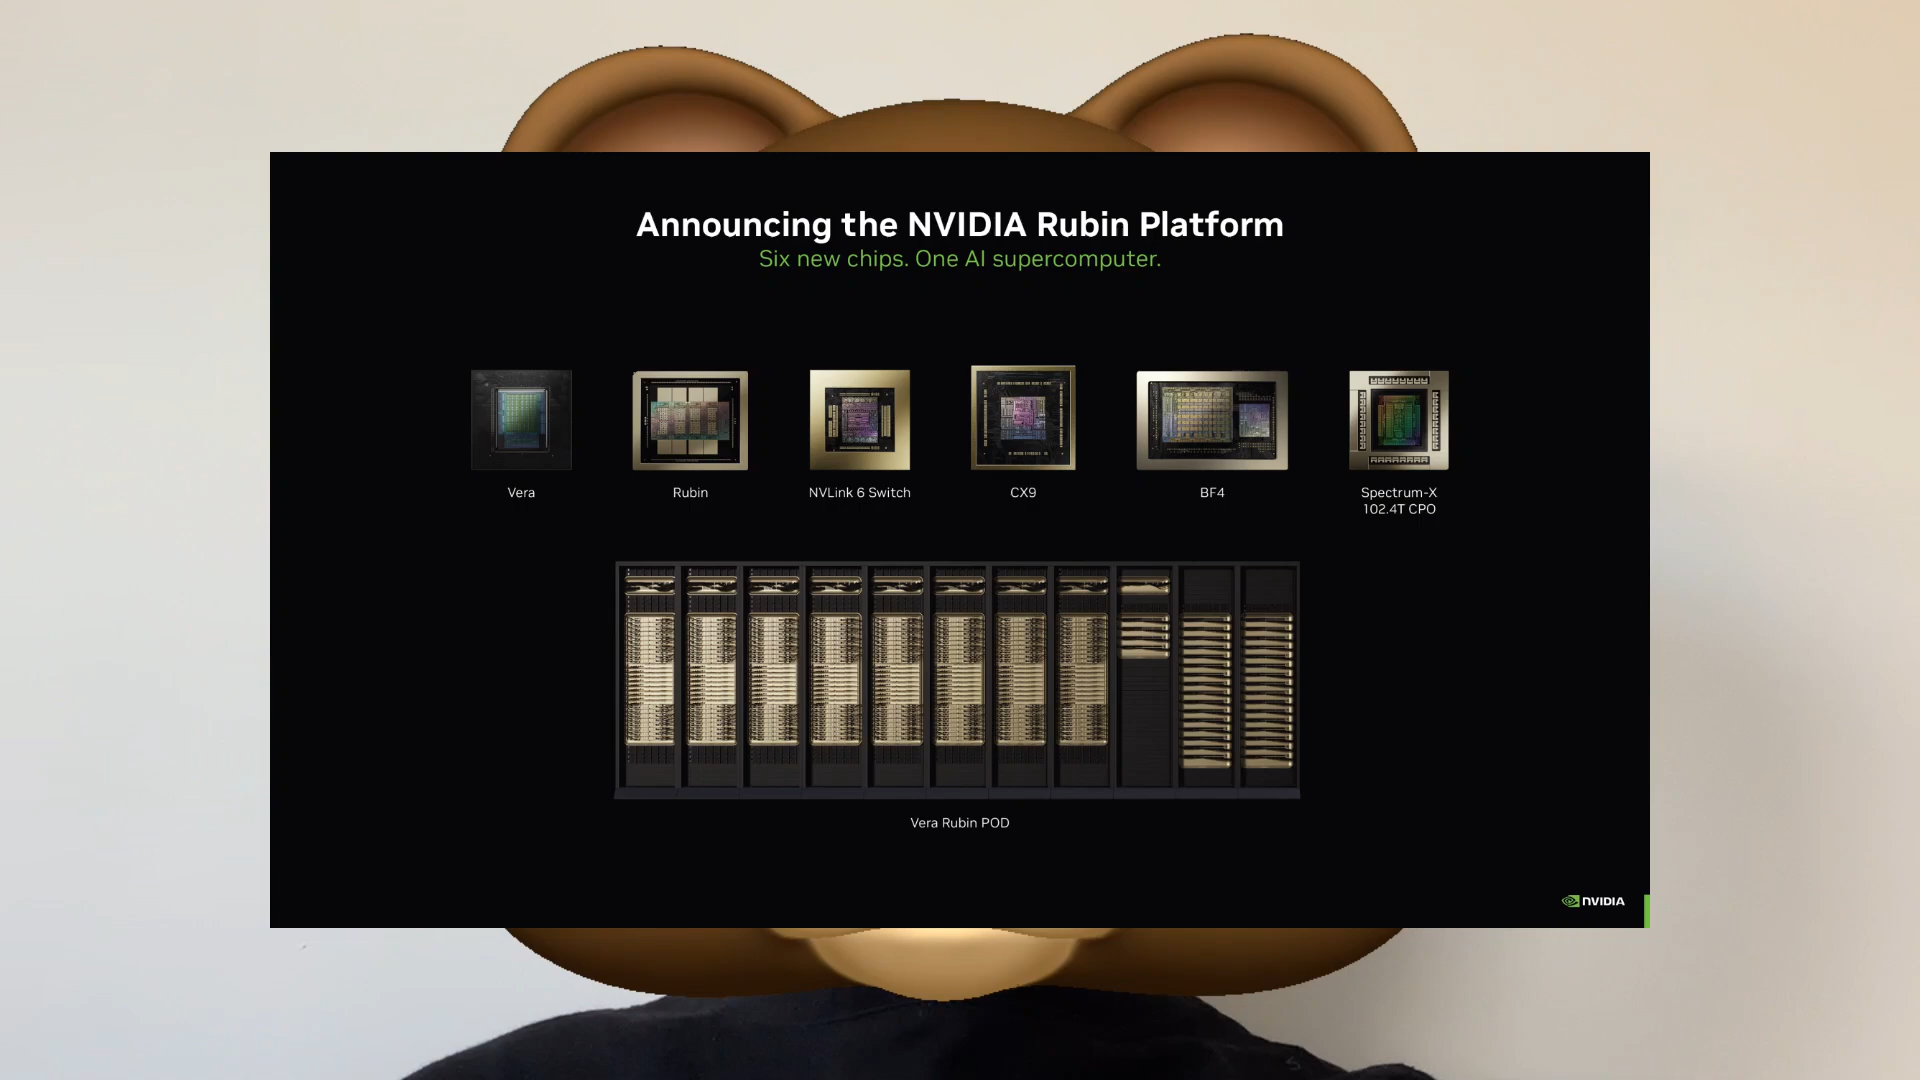 Announcing the NVIDIA Rubin Platform
Six new chips. One AI supercomputer.
Vera
Rubin
NVLink 6 Switch
CX9
BF4
Spectrum-X
102.4T CPO
Vera Rubin POD
NVIDIA